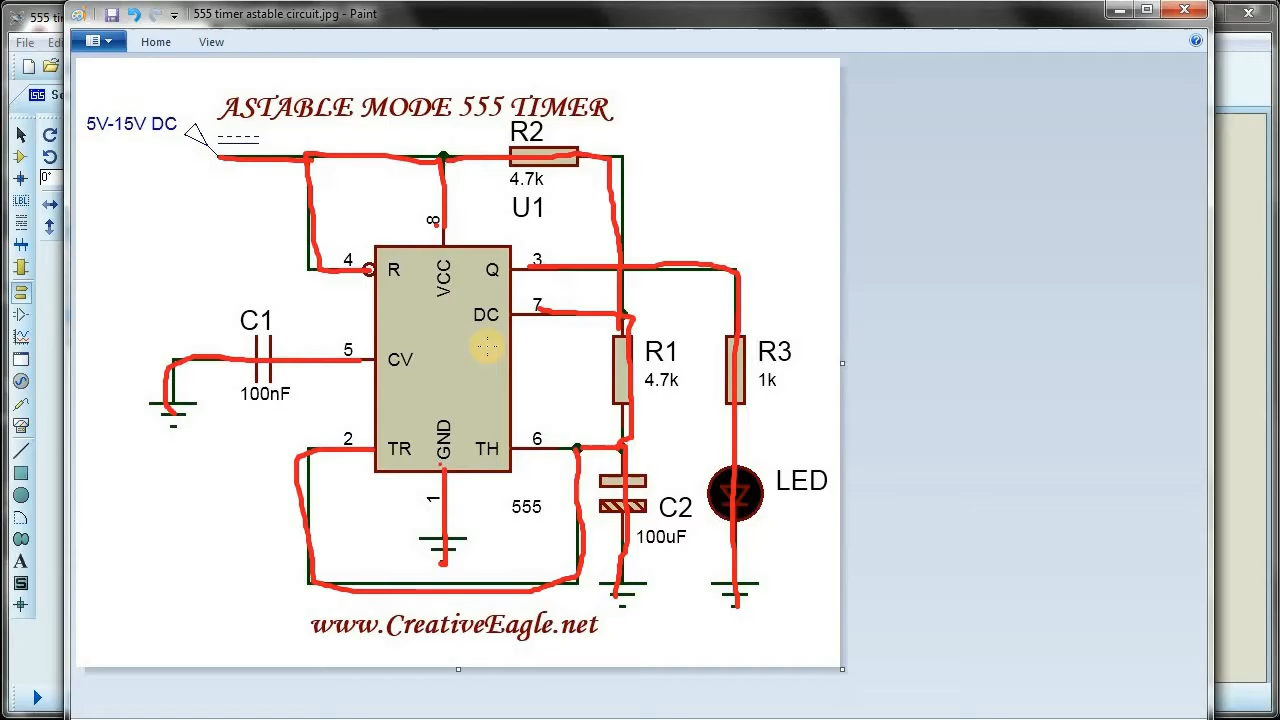 555 tim
555 timer astable circuit.jpg - Paint
File
Home
View
ASTABLE MODE 555 TIMER
5V-15V DC
R2
4.7k
U1
8
4
R
VCC
Q
3
DC
7
C1
100nF
5
CV
R1
4.7k
R3
1k
2
TR
GND
TH
6
1
555
C2
100uF
LED
www.CreativeEagle.net
0°
LBL
A
S